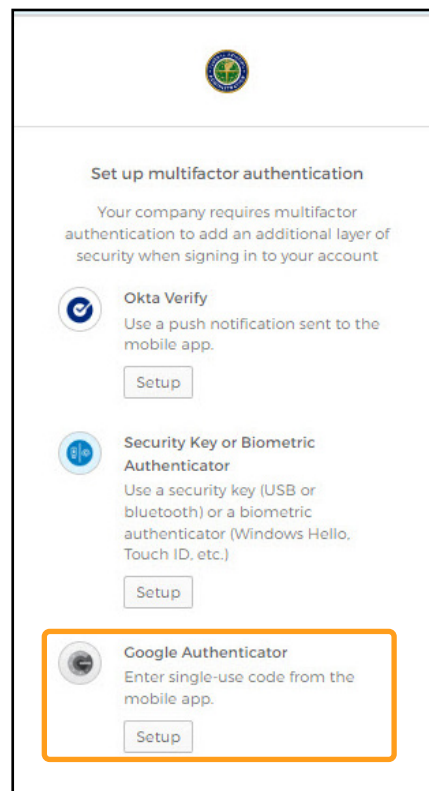 Set up multifactor authentication
Your company requires multifactor
authentication to add an additional layer of
security when signing in to your account
Okta Verify
Use a push notification sent to the
mobile app.
Setup
Security Key or Biometric
Authenticator
Use a security key (USB or
bluetooth) or a biometric
authenticator (Windows Hello,
Touch ID, etc.)
Setup
Google Authenticator
Enter single-use code from the
mobile app.
Setup